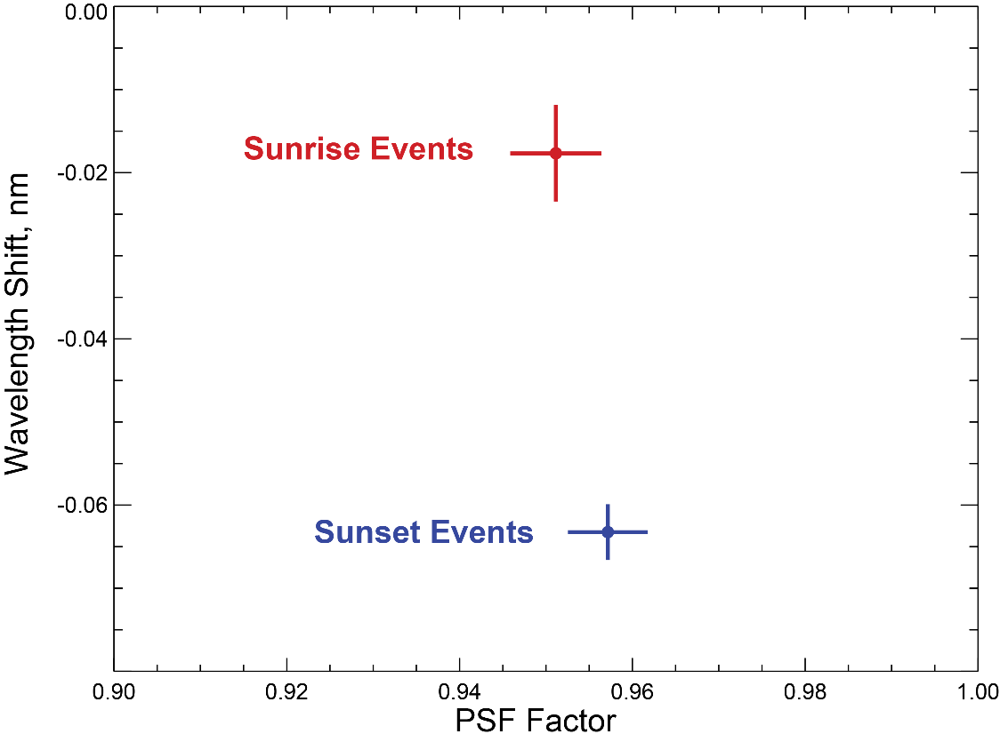 0.00
Sunrise Events
-0.02
Wavelength Shift, nm
-0.04
-0.06
Sunset Events
0.90 0.92 0.94 0.96 0.98 1.00
PSF Factor